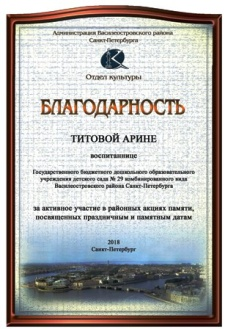 Администрация Василеостровского района
Санкт-Петербурга
Отдел культуры
БЛАГОДАРНОСТЬ
ТИТОВОЙ АРИНЕ
воспитаннице
Государственного бюджетного дошкольного образовательного
учреждения детского сада № 29 комбинированного вида
Василеостровского района Санкт-Петербурга
за активное участие в районных акциях памяти,
посвященных праздничным и памятным датам
2018
Санкт-Петербург